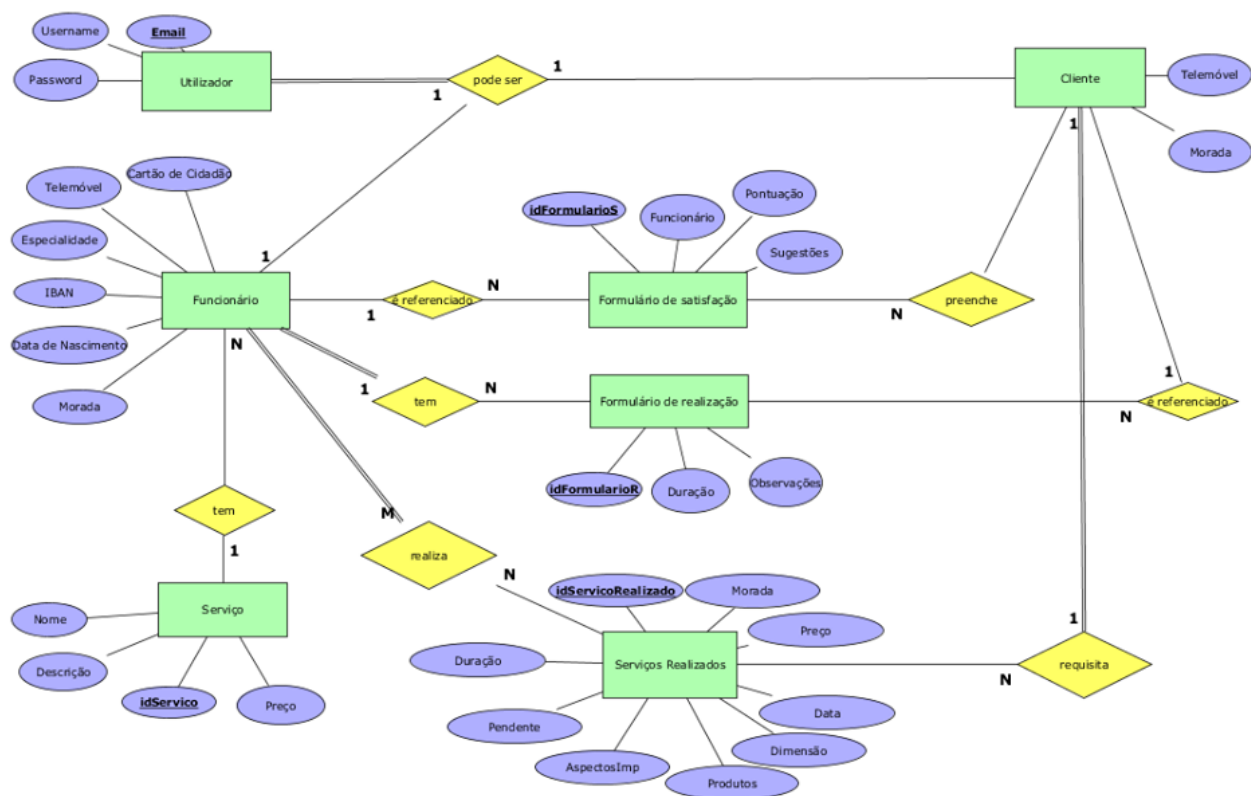 Username
Email
Password
Utilizador
1
pode ser
1
Cliente
Telemóvel
1
Morada
Cartão de Cidadão
Telemóvel
Especialidade
IBAN
Data de Nascimento
Morada
1
Funcionário
N
1
é referenciado
N
idFormularioS
Funcionário
Pontuação
Sugestões
Formulário de satisfação
N
preenche
1
tem
N
Formulário de realização
N
1
é referenciado
idFormularioR
Duração
Observações
tem
1
M
realiza
N
Serviço
Nome
Descrição
idServico
Preço
idServicoRealizado
Morada
Preço
Duração
Serviços Realizados
N
1
requisita
Pendente
Data
Dimensão
AspectosImp
Produtos